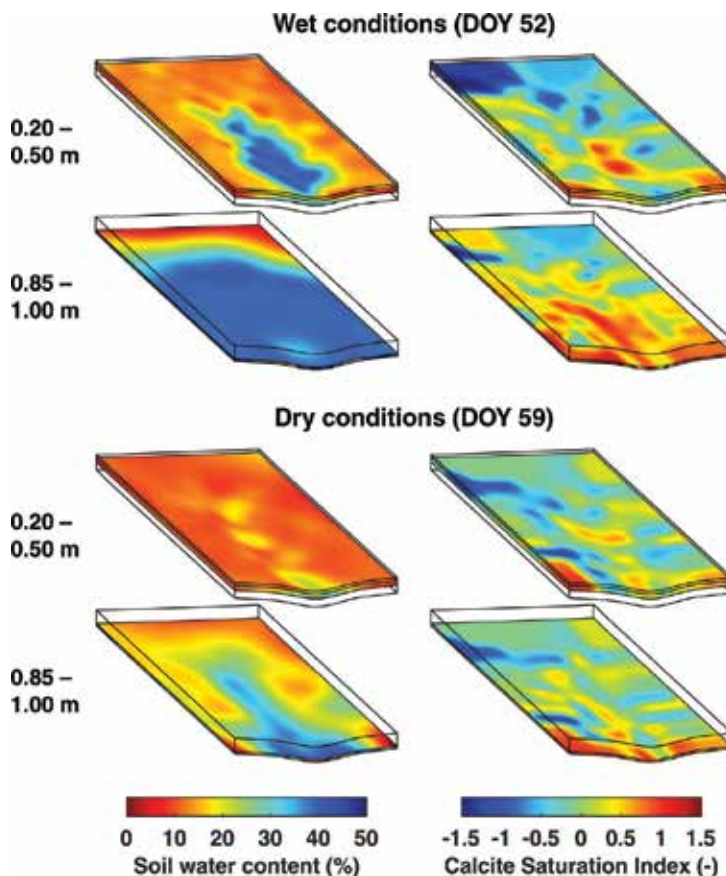 Wet conditions (DOY 52)
0.20 –
0.50 m
0.85 –
1.00 m
Dry conditions (DOY 59)
0.20 –
0.50 m
0.85 –
1.00 m
0 10 20 30 40 50
Soil water content (%)
-1.5 -1 -0.5 0 0.5 1 1.5
Calcite Saturation Index (-)